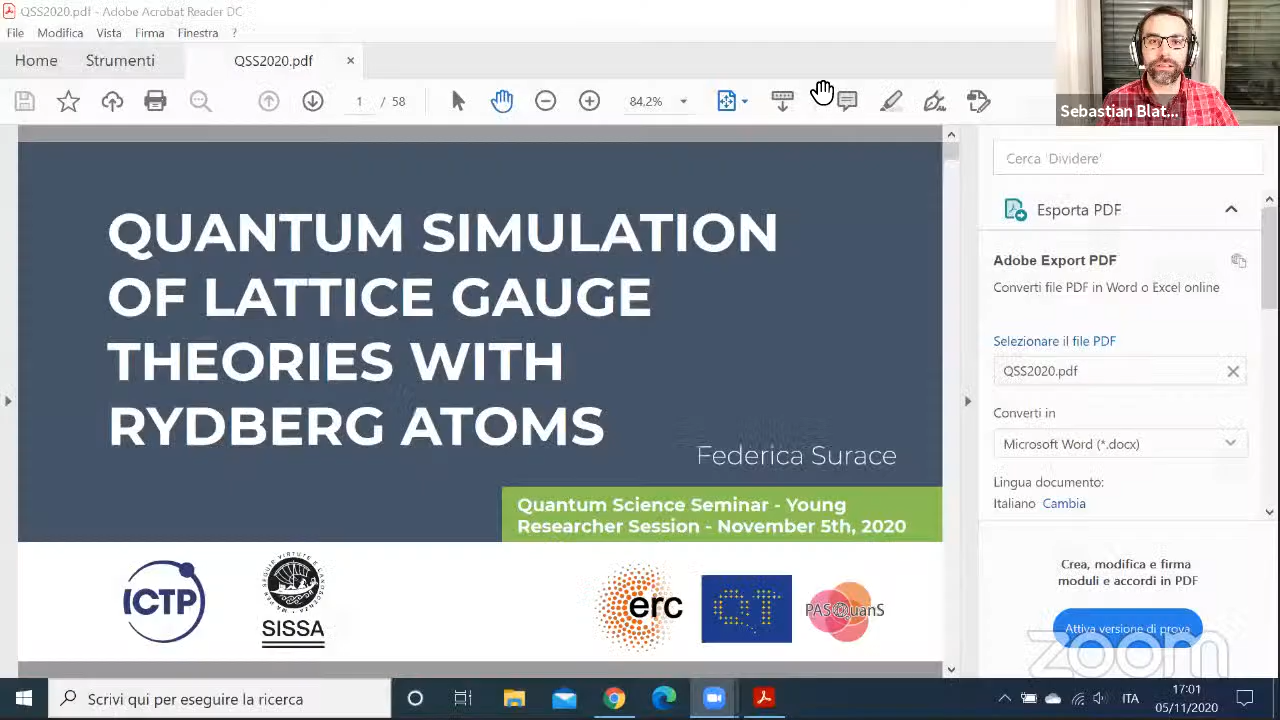 QSS2020.pdf - Adobe Acrobat Reader DC
File Modifica Vista Firma Finestra ?
Home Strumenti QSS2020.pdf ×
1 / 58 84.2%
Sebastian Blat...
QUANTUM SIMULATION
OF LATTICE GAUGE
THEORIES WITH
RYDBERG ATOMS
Federica Surace
Quantum Science Seminar - Young
Researcher Session - November 5th, 2020
ICTP
SISSA
erc
QT
PASQuanS
Cerca 'Dividere'
Esporta PDF
Adobe Export PDF
Converti file PDF in Word o Excel online
Selezionare il file PDF
QSS2020.pdf
Converti in
Microsoft Word (*.docx)
Lingua documento:
Italiano Cambia
Crea, modifica e firma
moduli e accordi in PDF
Attiva versione di prova
zoom
Scrivi qui per eseguire la ricerca
ITA
17:01
05/11/2020